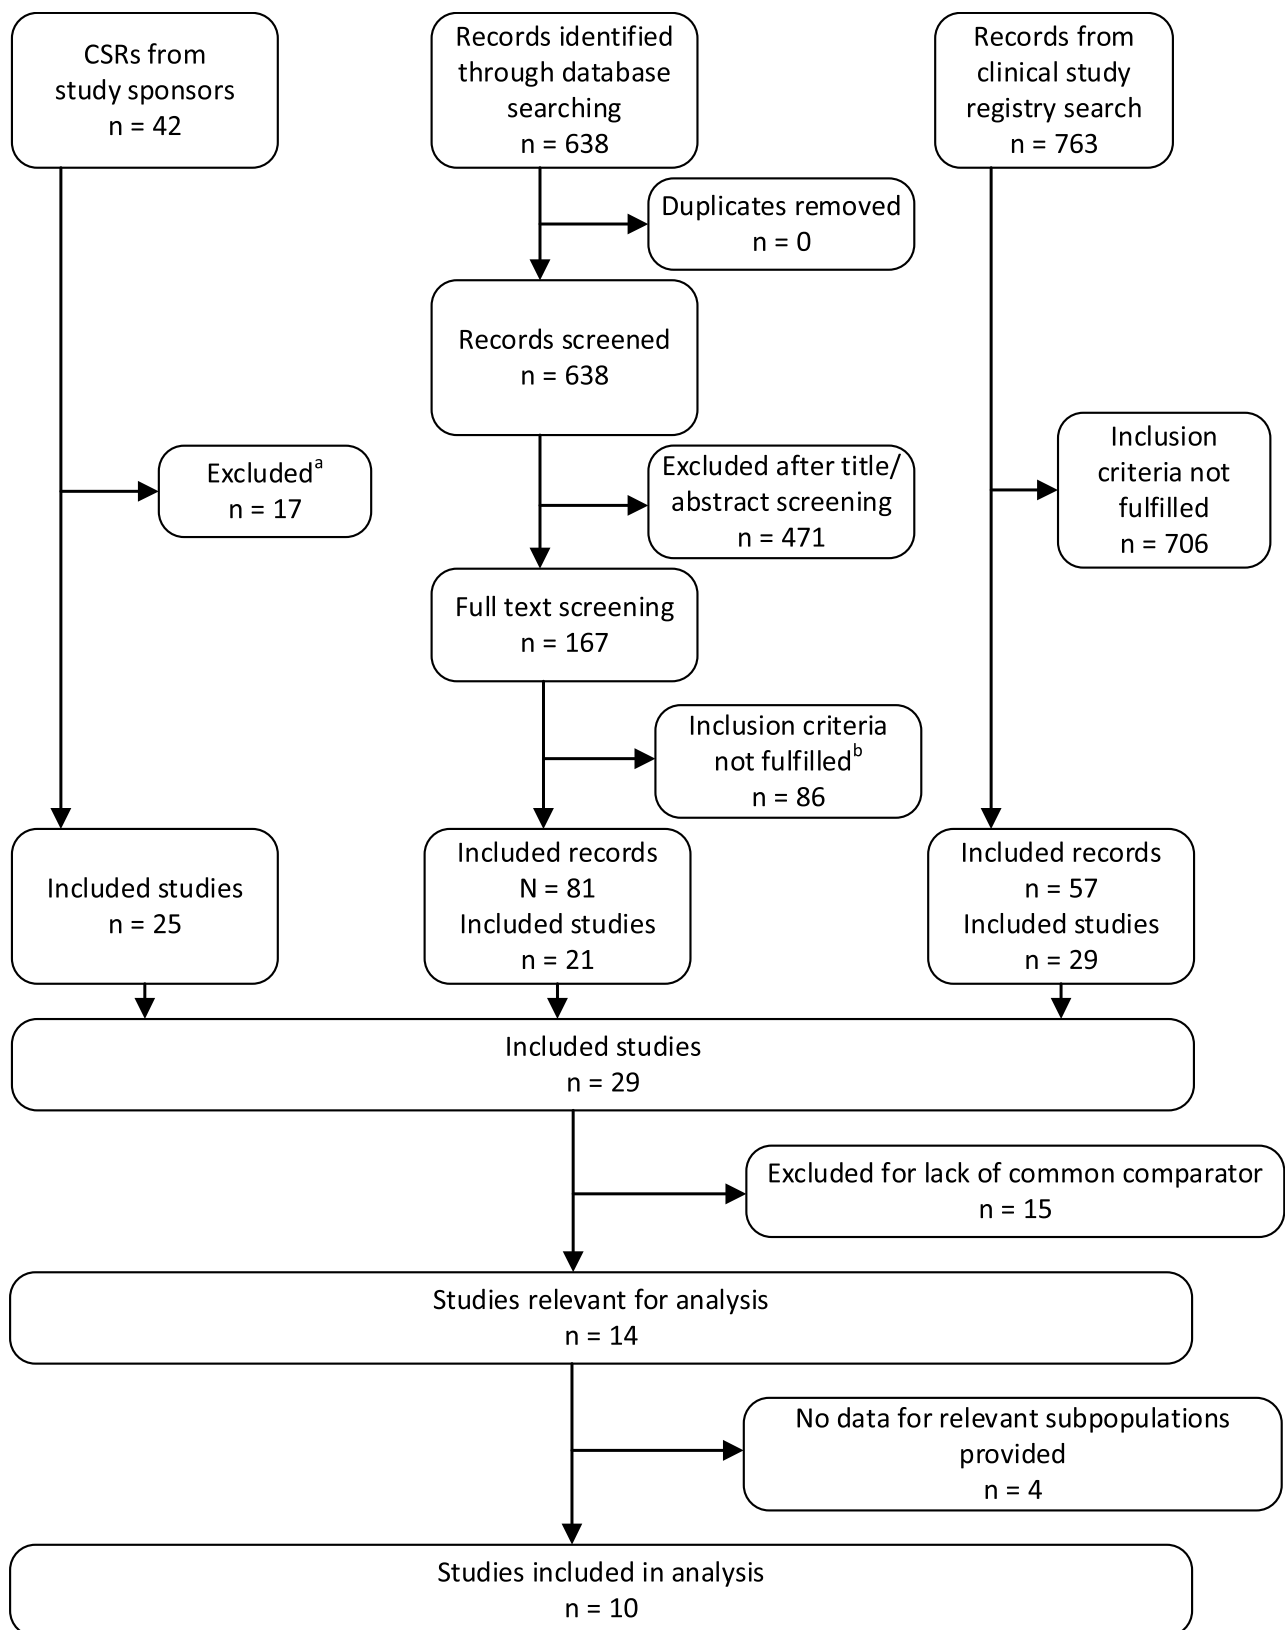 CSRs from
study sponsors
n = 42
Records identified
through database
searching
n = 638
Records from
clinical study
registry search
n = 763
Duplicates removed
n = 0
Records screened
n = 638
Excludedᵃ
n = 17
Excluded after title/
abstract screening
n = 471
Inclusion
criteria not
fulfilled
n = 706
Full text screening
n = 167
Inclusion criteria
not fulfilledᵇ
n = 86
Included studies
n = 25
Included records
N = 81
Included studies
n = 21
Included records
n = 57
Included studies
n = 29
Included studies
n = 29
Excluded for lack of common comparator
n = 15
Studies relevant for analysis
n = 14
No data for relevant subpopulations
provided
n = 4
Studies included in analysis
n = 10